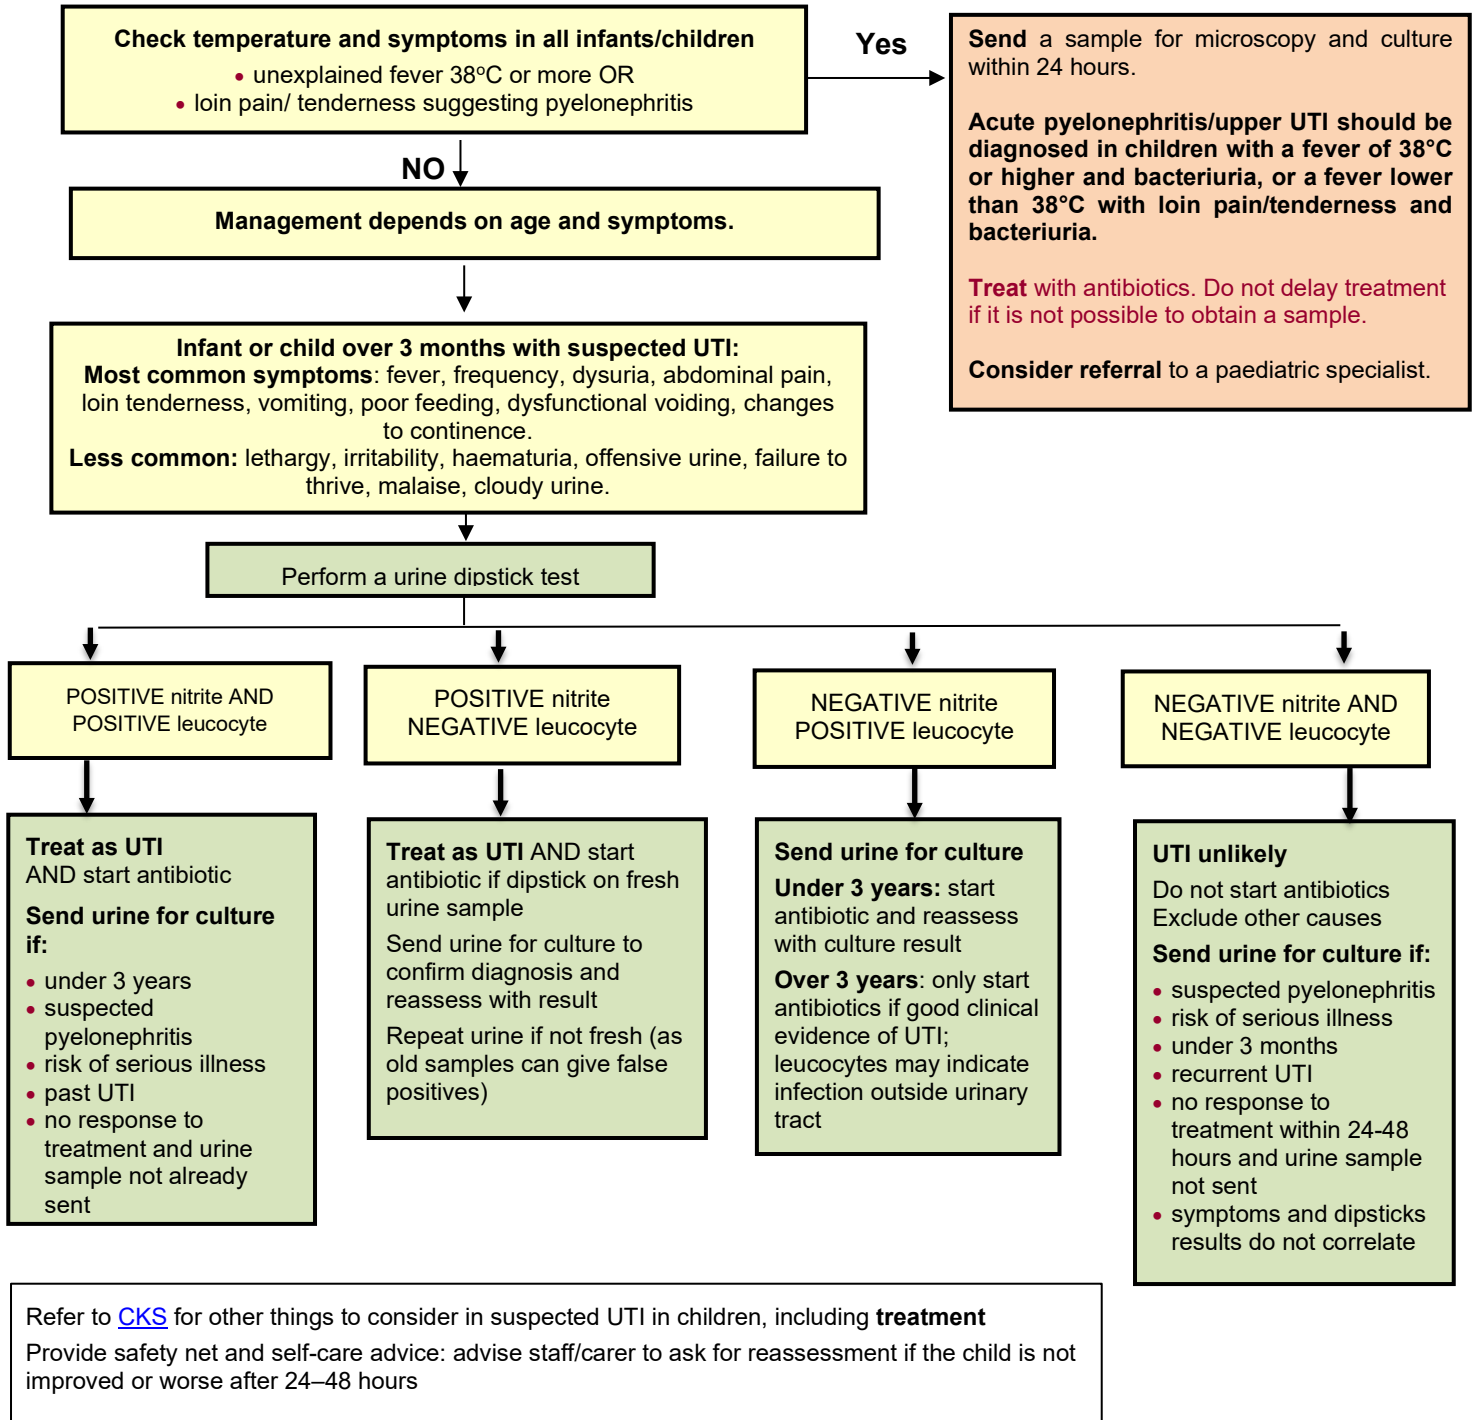 Check temperature and symptoms in all infants/children
• unexplained fever 38ºC or more OR
• loin pain/ tenderness suggesting pyelonephritis
Yes
Send a sample for microscopy and culture
within 24 hours.
Acute pyelonephritis/upper UTI should be
diagnosed in children with a fever of 38°C
or higher and bacteriuria, or a fever lower
than 38°C with loin pain/tenderness and
bacteriuria.
Treat with antibiotics. Do not delay treatment
if it is not possible to obtain a sample.
Consider referral to a paediatric specialist.
NO
Management depends on age and symptoms.
Infant or child over 3 months with suspected UTI:
Most common symptoms: fever, frequency, dysuria, abdominal pain,
loin tenderness, vomiting, poor feeding, dysfunctional voiding, changes
to continence.
Less common: lethargy, irritability, haematuria, offensive urine, failure to
thrive, malaise, cloudy urine.
Perform a urine dipstick test
POSITIVE nitrite AND
POSITIVE leucocyte
POSITIVE nitrite
NEGATIVE leucocyte
NEGATIVE nitrite
POSITIVE leucocyte
NEGATIVE nitrite AND
NEGATIVE leucocyte
Treat as UTI
AND start antibiotic
Send urine for culture
if:
• under 3 years
• suspected
pyelonephritis
• risk of serious illness
• past UTI
• no response to
treatment and urine
sample not already
sent
Treat as UTI AND start
antibiotic if dipstick on fresh
urine sample
Send urine for culture to
confirm diagnosis and
reassess with result
Repeat urine if not fresh (as
old samples can give false
positives)
Send urine for culture
Under 3 years: start
antibiotic and reassess
with culture result
Over 3 years: only start
antibiotics if good clinical
evidence of UTI;
leucocytes may indicate
infection outside urinary
tract
UTI unlikely
Do not start antibiotics
Exclude other causes
Send urine for culture if:
• suspected pyelonephritis
• risk of serious illness
• under 3 months
• recurrent UTI
• no response to
treatment within 24-48
hours and urine sample
not sent
• symptoms and dipsticks
results do not correlate
Refer to CKS for other things to consider in suspected UTI in children, including treatment
Provide safety net and self-care advice: advise staff/carer to ask for reassessment if the child is not
improved or worse after 24–48 hours